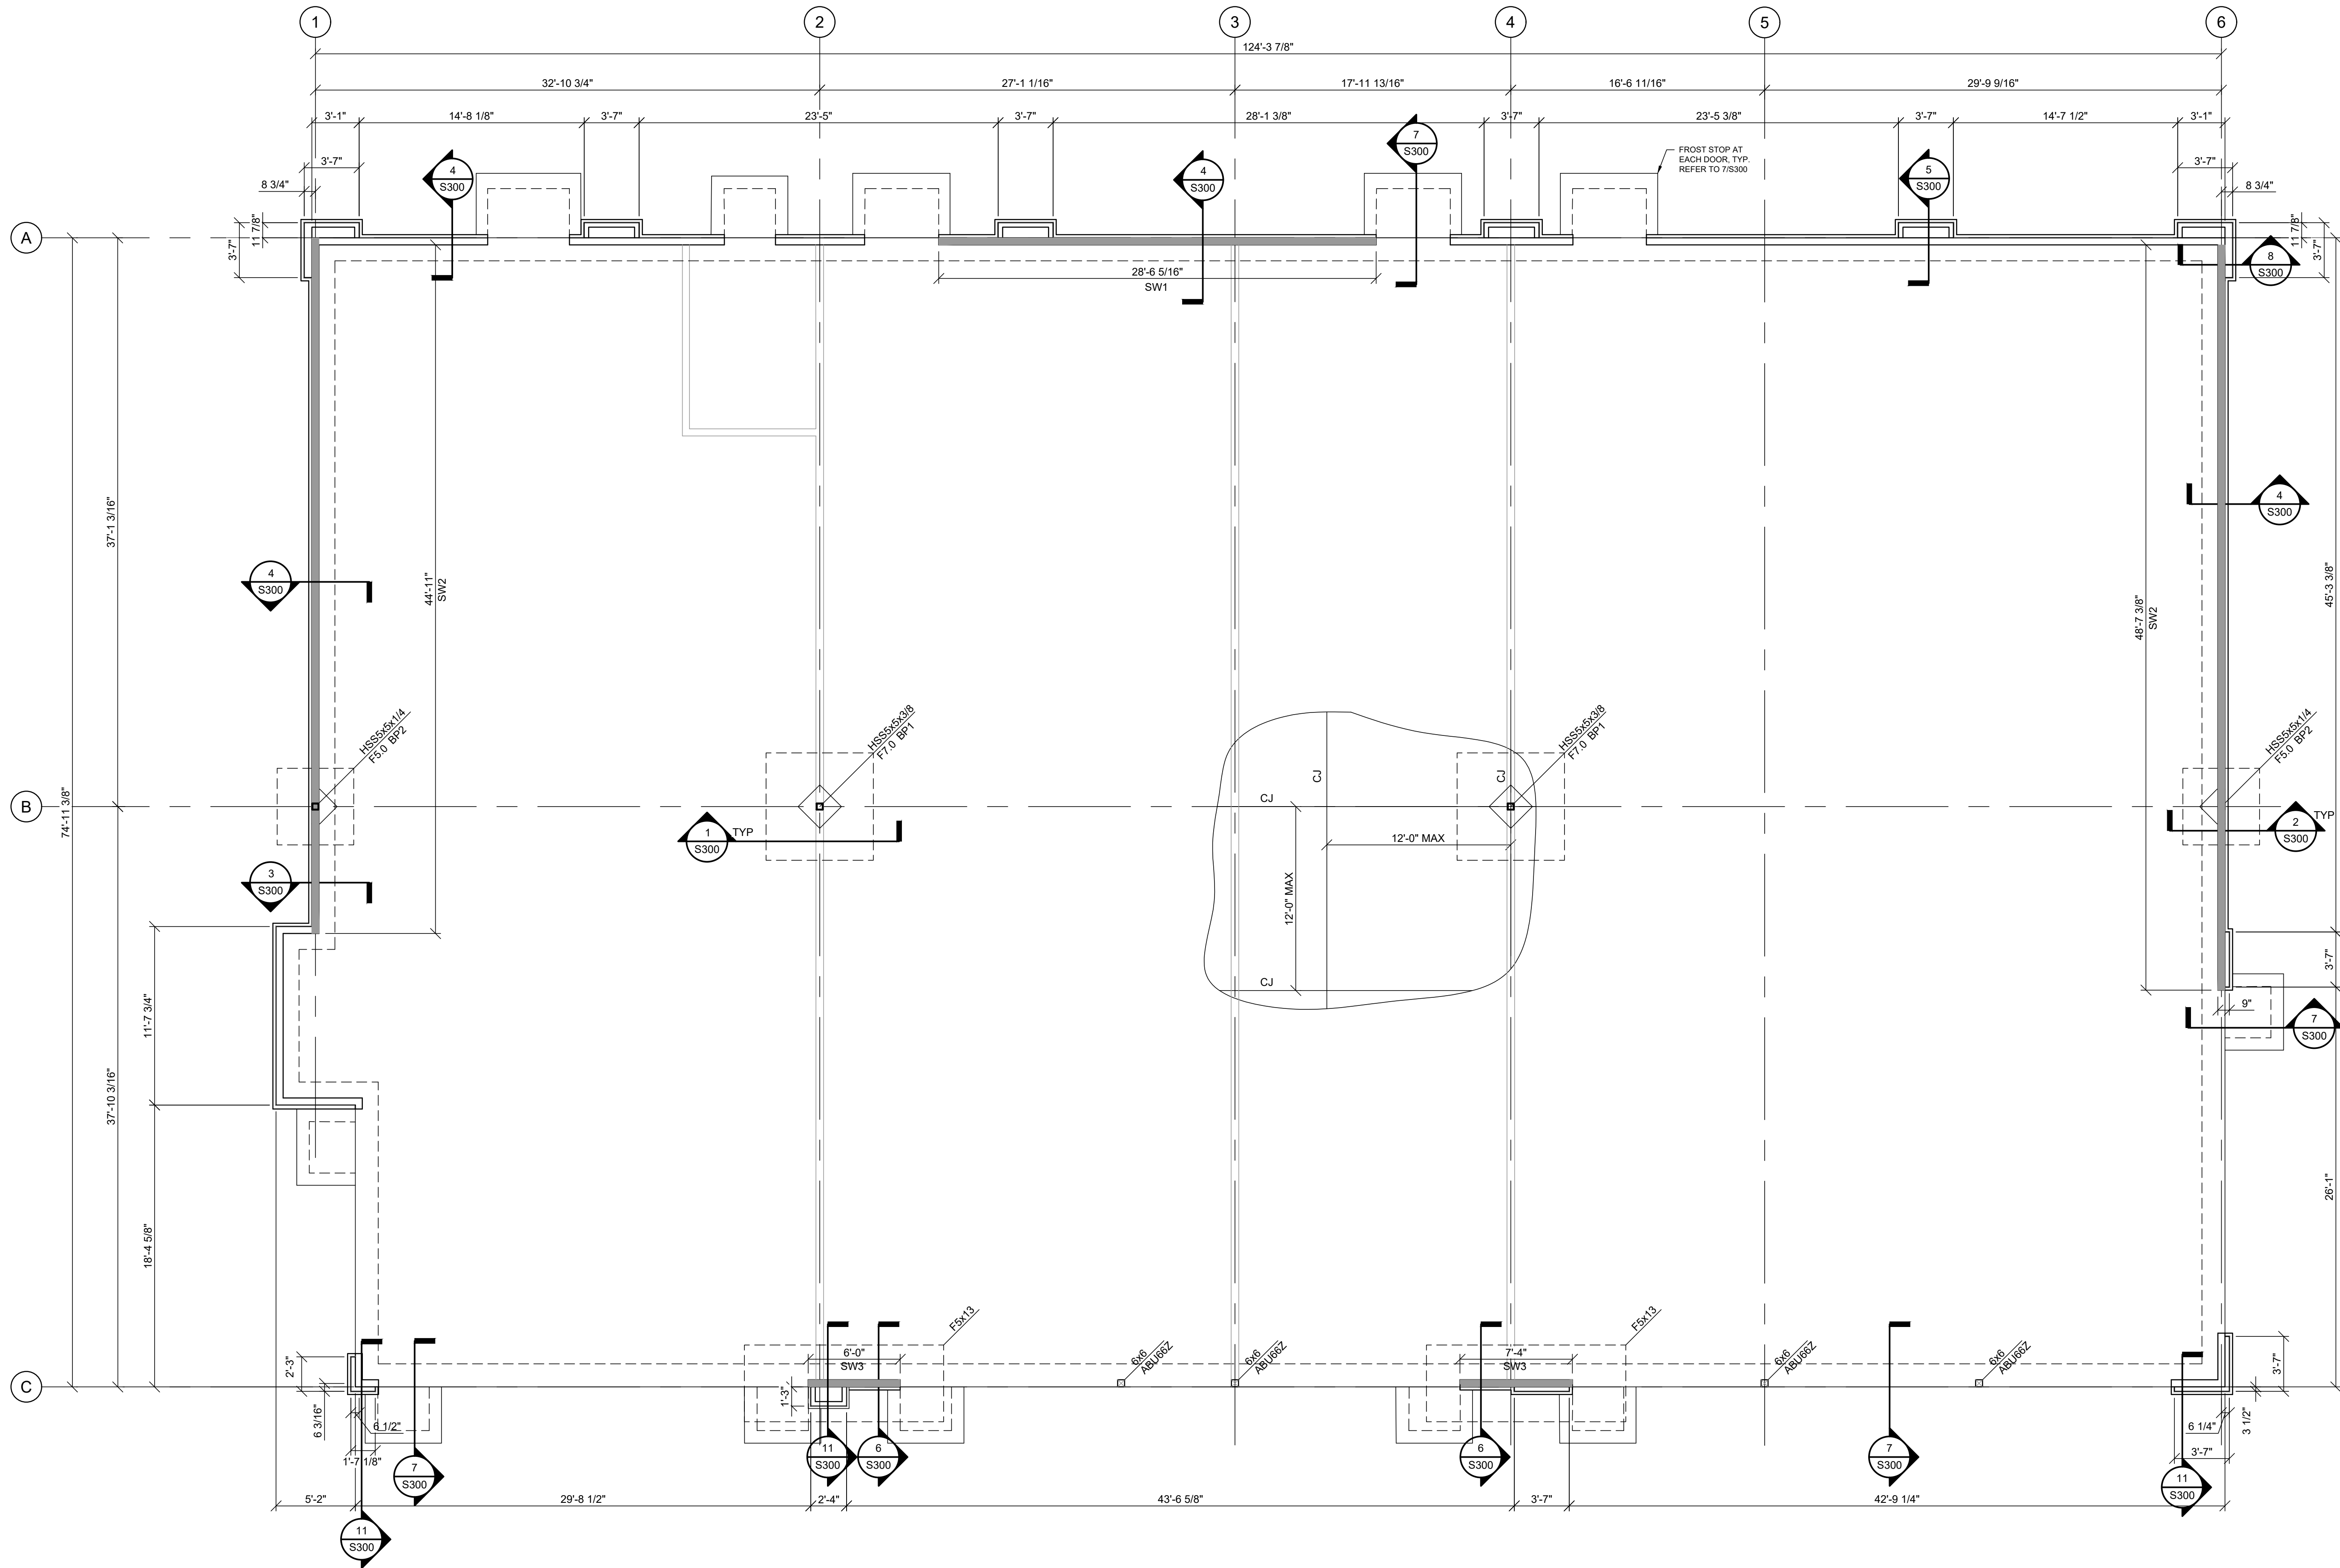 1
2
3
4
5
6
124'-3 7/8"
32'-10 3/4"
27'-1 1/16"
17'-11 13/16"
16'-6 11/16"
29'-9 9/16"
3'-1"
14'-8 1/8"
3'-7"
23'-5"
3'-7"
28'-1 3/8"
3'-7"
23'-5 3/8"
3'-7"
14'-7 1/2"
3'-1"
3'-7"
8 3/4"
4
S300
4
S300
7
S300
FROST STOP AT
EACH DOOR, TYP.
REFER TO 7/S300
5
S300
3'-7"
8 3/4"
A
3'-7"
11 7/8"
28'-6 5/16"
SW1
8
S300
11 7/8"
3'-7"
37'-1 3/16"
4
S300
4
S300
44'-11"
SW2
48'-7 3/8"
SW2
45'-3 3/8"
HSS5x5x1/4
F5.0 BP2
HSS5x5x3/8
F7.0 BP1
HSS5x5x3/8
F7.0 BP1
HSS5x5x1/4
F5.0 BP2
B
74'-11 3/8"
CJ
CJ
CJ
1
S300
TYP
12'-0" MAX
2
S300
TYP
3
S300
12'-0" MAX
CJ
11'-7 3/4"
3'-7"
9"
7
S300
37'-10 3/16"
18'-4 5/8"
26'-1"
F5x13
F5x13
6'-0"
SW3
7'-4"
SW3
6x6
ABU66Z
6x6
ABU66Z
6x6
ABU66Z
6x6
ABU66Z
C
2'-3"
6 3/16"
6 1/2"
1'-7 1/8"
1'-3"
3'-7"
3 1/2"
6 1/4"
3'-7"
7
S300
11
S300
6
S300
6
S300
7
S300
11
S300
5'-2"
29'-8 1/2"
2'-4"
43'-6 5/8"
3'-7"
42'-9 1/4"
11
S300